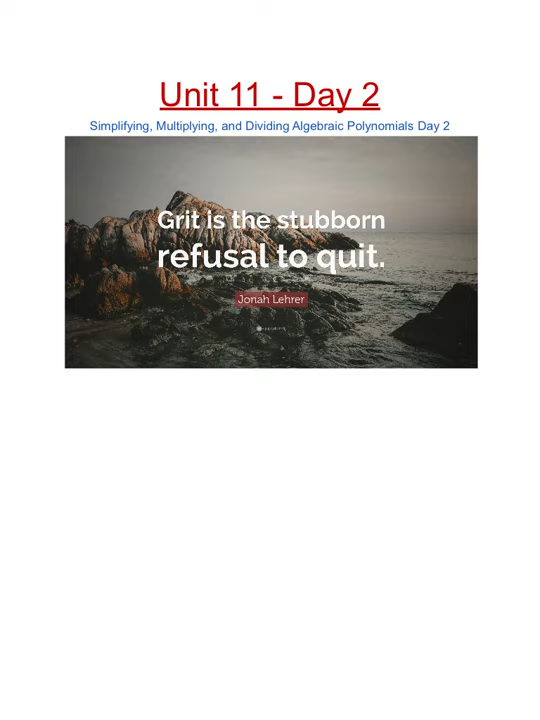 Unit 11 - Day 2
Simplifying, Multiplying, and Dividing Algebraic Polynomials Day 2
Grit is the stubborn
refusal to quit.
Jonah Lehrer